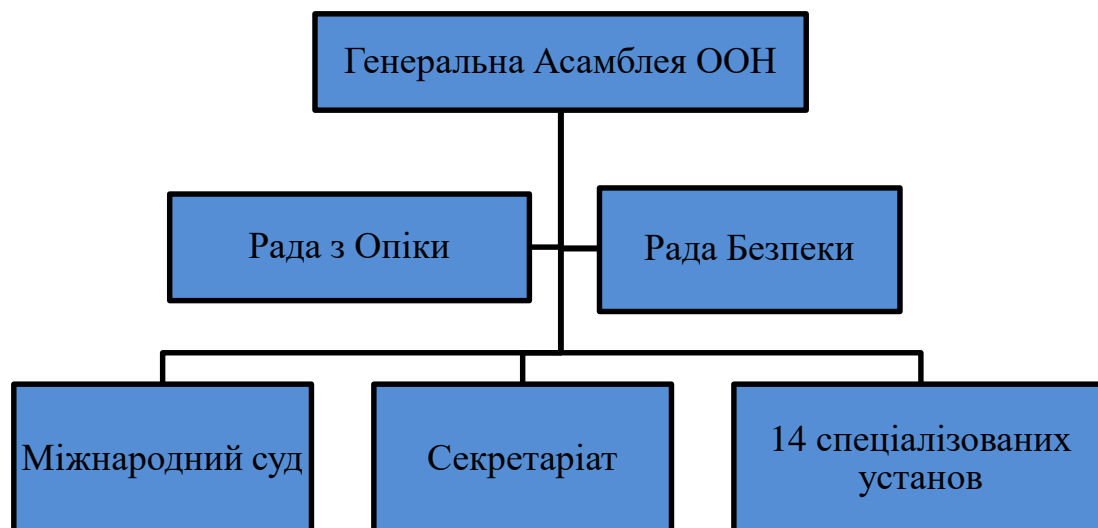 Генеральна Асамблея ООН
Рада з Опіки
Рада Безпеки
Міжнародний суд
Секретаріат
14 спеціалізованих
установ